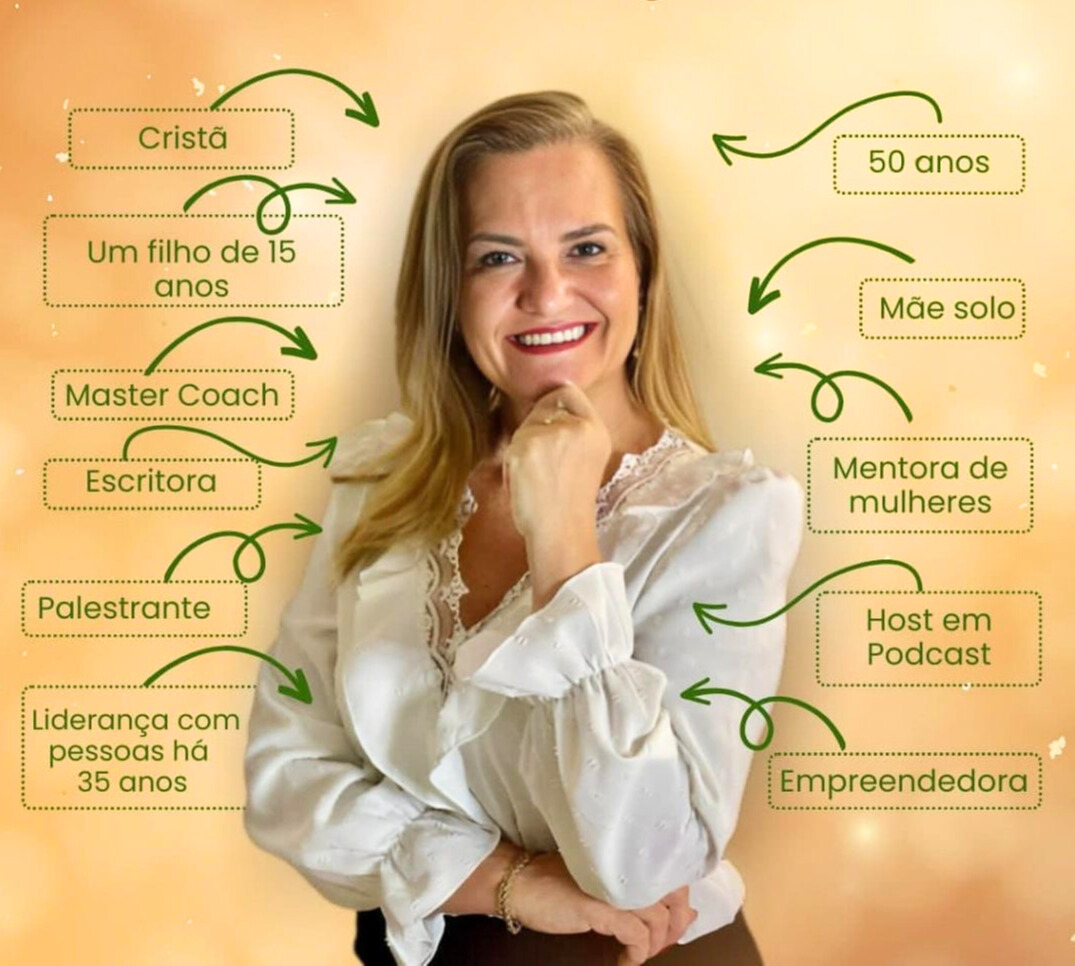 Cristã
Um filho de 15
anos
Master Coach
Escritora
Palestrante
Liderança com
pessoas há
35 anos
50 anos
Mãe solo
Mentora de
mulheres
Host em
Podcast
Empreendedora